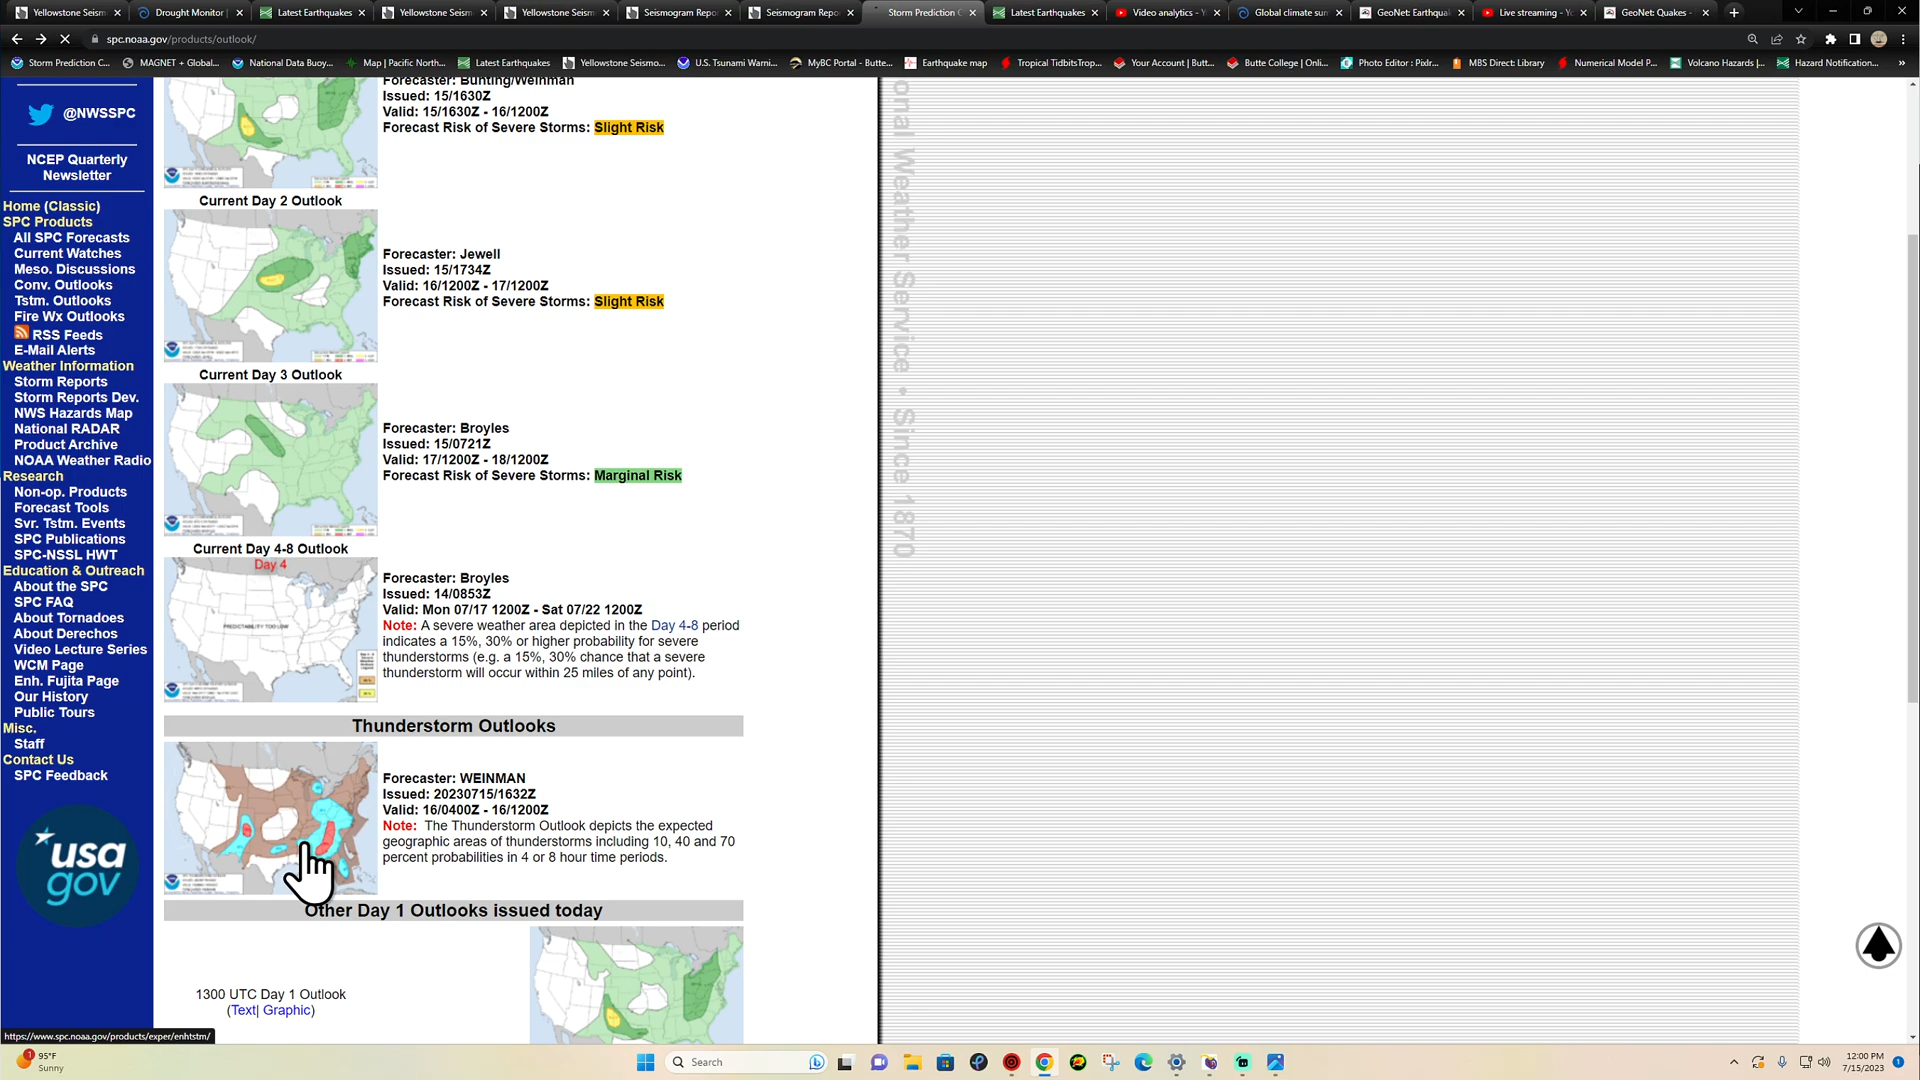 Yellowstone Seism
Drought Monitor |
Latest Earthquakes
Yellowstone Seism
Yellowstone Seism
Seismogram Repo
Seismogram Repo
Storm Prediction C
Latest Earthquakes
Video analytics - Yo
Global climate sum
GeoNet: Earthquak
Live streaming - Yo
GeoNet: Quakes -
spc.noaa.gov/products/outlook/
Storm Prediction C...
MAGNET + Global...
National Data Buoy...
Map | Pacific North...
Latest Earthquakes
Yellowstone Seismo...
U.S. Tsunami Warni...
MyBC Portal - Butte...
Earthquake map
Tropical TidbitsTrop...
Your Account | Butt...
Butte College | Onli...
Photo Editor : Pixlr...
MBS Direct Library
Numerical Model P...
Volcano Hazards |...
Hazard Notification...
»
@NWSSPC
NCEP Quarterly
Newsletter
Home (Classic)
SPC Products
All SPC Forecasts
Current Watches
Meso. Discussions
Conv. Outlooks
Tstm. Outlooks
Fire Wx Outlooks
RSS Feeds
E-Mail Alerts
Weather Information
Storm Reports
Storm Reports Dev.
NWS Hazards Map
National RADAR
Product Archive
NOAA Weather Radio
Research
Non-op. Products
Forecast Tools
Svr. Tstm. Events
SPC Publications
SPC-NSSL HWT
Education & Outreach
About the SPC
SPC FAQ
About Tornadoes
About Derechos
Video Lecture Series
WCM Page
Enh. Fujita Page
Our History
Public Tours
Misc.
Staff
Contact Us
SPC Feedback
usa
gov
Forecaster: Bunting/Weinman
Issued: 15/1630Z
Valid: 15/1630Z - 16/1200Z
Forecast Risk of Severe Storms: Slight Risk
Current Day 2 Outlook
Forecaster: Jewell
Issued: 15/1734Z
Valid: 16/1200Z - 17/1200Z
Forecast Risk of Severe Storms: Slight Risk
Current Day 3 Outlook
Forecaster: Broyles
Issued: 15/0721Z
Valid: 17/1200Z - 18/1200Z
Forecast Risk of Severe Storms: Marginal Risk
Current Day 4-8 Outlook
Day 4
PREDICTABILITY TOO LOW
Forecaster: Broyles
Issued: 14/0853Z
Valid: Mon 07/17 1200Z - Sat 07/22 1200Z
Note: A severe weather area depicted in the Day 4-8 period
indicates a 15%, 30% or higher probability for severe
thunderstorms (e.g. a 15%, 30% chance that a severe
thunderstorm will occur within 25 miles of any point).
Thunderstorm Outlooks
Forecaster: WEINMAN
Issued: 20230715/1632Z
Valid: 16/0400Z - 16/1200Z
Note: The Thunderstorm Outlook depicts the expected
geographic areas of thunderstorms including 10, 40 and 70
percent probabilities in 4 or 8 hour time periods.
Other Day 1 Outlooks issued today
1300 UTC Day 1 Outlook
(Text| Graphic)
onal Weather Service • Since 1870
https://www.spc.noaa.gov/products/exper/enhtstm/
1
95°F
Sunny
Search
12:00 PM
7/15/2023
1